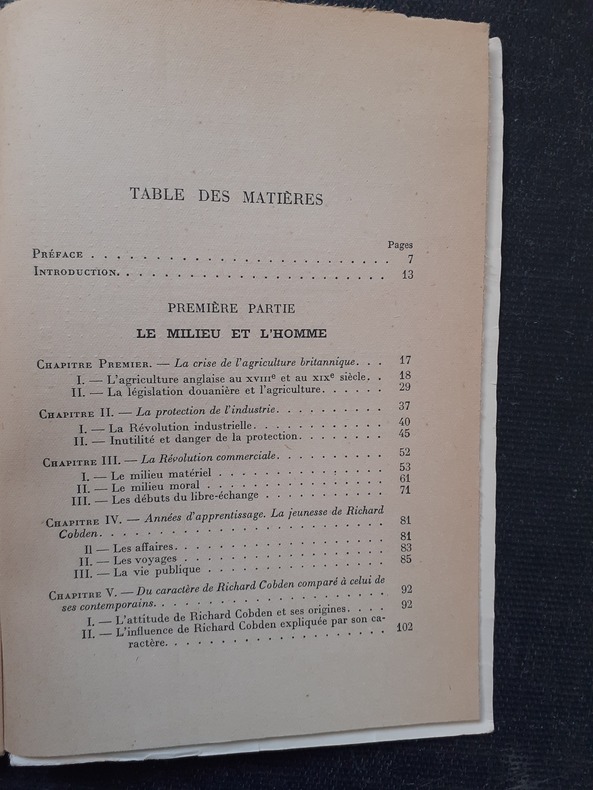 TABLE DES MATIÈRES
Pages
PRÉFACE . . . . . . . . . . . . . . . . . . . . . . . . . 7
INTRODUCTION. . . . . . . . . . . . . . . . . . . . . . . 13
PREMIÈRE PARTIE
LE MILIEU ET L'HOMME
CHAPITRE PREMIER. — La crise de l'agriculture britannique. . . 17
I. — L'agriculture anglaise au XVIIIe et au XIXe siècle. . 18
II. — La législation douanière et l'agriculture. . . . . . 29
CHAPITRE II. — La protection de l'industrie. . . . . . . . . . 37
I. — La Révolution industrielle. . . . . . . . . . . . 40
II. — Inutilité et danger de la protection. . . . . . . . 45
CHAPITRE III. — La Révolution commerciale. . . . . . . . . . 52
I. — Le milieu matériel . . . . . . . . . . . . . . . 53
II. — Le milieu moral . . . . . . . . . . . . . . . . 61
III. — Les débuts du libre-échange . . . . . . . . . . . 71
CHAPITRE IV. — Années d'apprentissage. La jeunesse de Richard
Cobden. . . . . . . . . . . . . . . . . . . . . . . . . 81
Il — Les affaires. . . . . . . . . . . . . . . . . . . 81
II. — Les voyages . . . . . . . . . . . . . . . . . . 83
III. — La vie publique . . . . . . . . . . . . . . . . 85
CHAPITRE V. — Du caractère de Richard Cobden comparé à celui de
ses contemporains. . . . . . . . . . . . . . . . . . . . 92
I. — L'attitude de Richard Cobden et ses origines. . . . 92
II. — L'influence de Richard Cobden expliquée par son ca-
ractère. . . . . . . . . . . . . . . . . . . . . 102